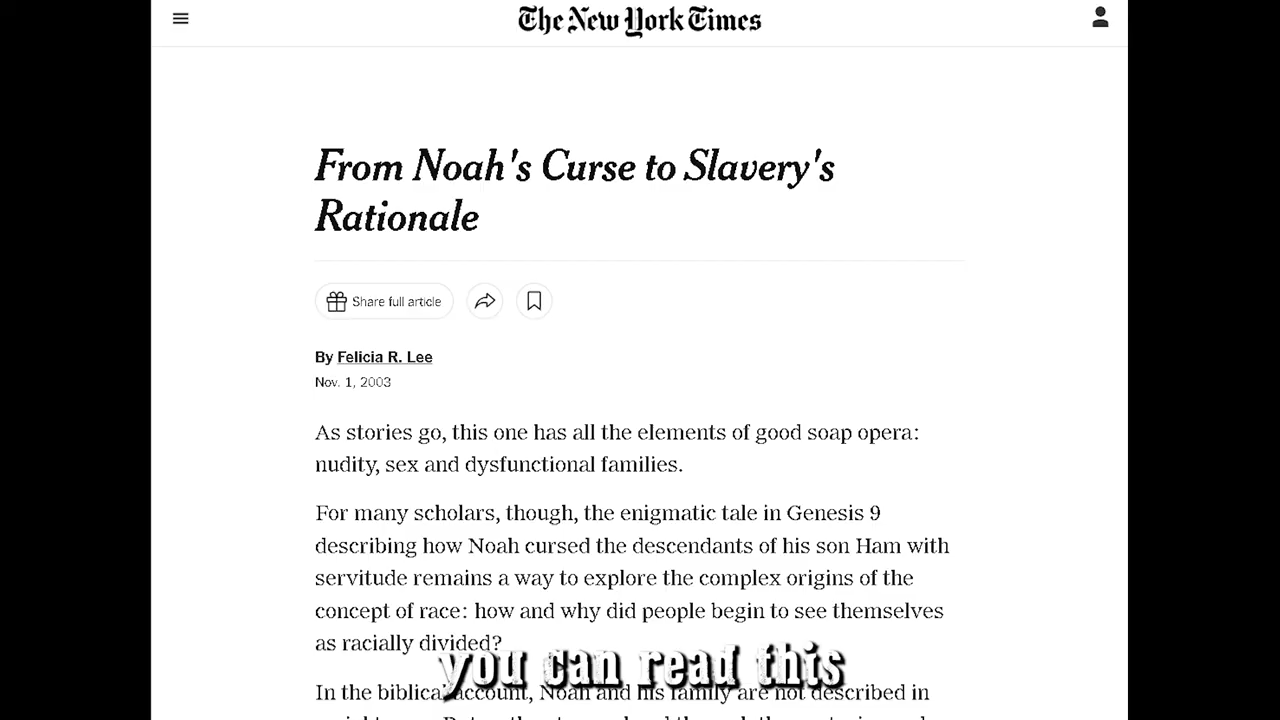 The New York Times
From Noah's Curse to Slavery's
Rationale
Share full article
By Felicia R. Lee
Nov. 1, 2003
As stories go, this one has all the elements of good soap opera:
nudity, sex and dysfunctional families.
For many scholars, though, the enigmatic tale in Genesis 9
describing how Noah cursed the descendants of his son Ham with
servitude remains a way to explore the complex origins of the
concept of race: how and why did people begin to see themselves
as racially divided?
you can read this
In the biblical account, Noah and his family are not described in